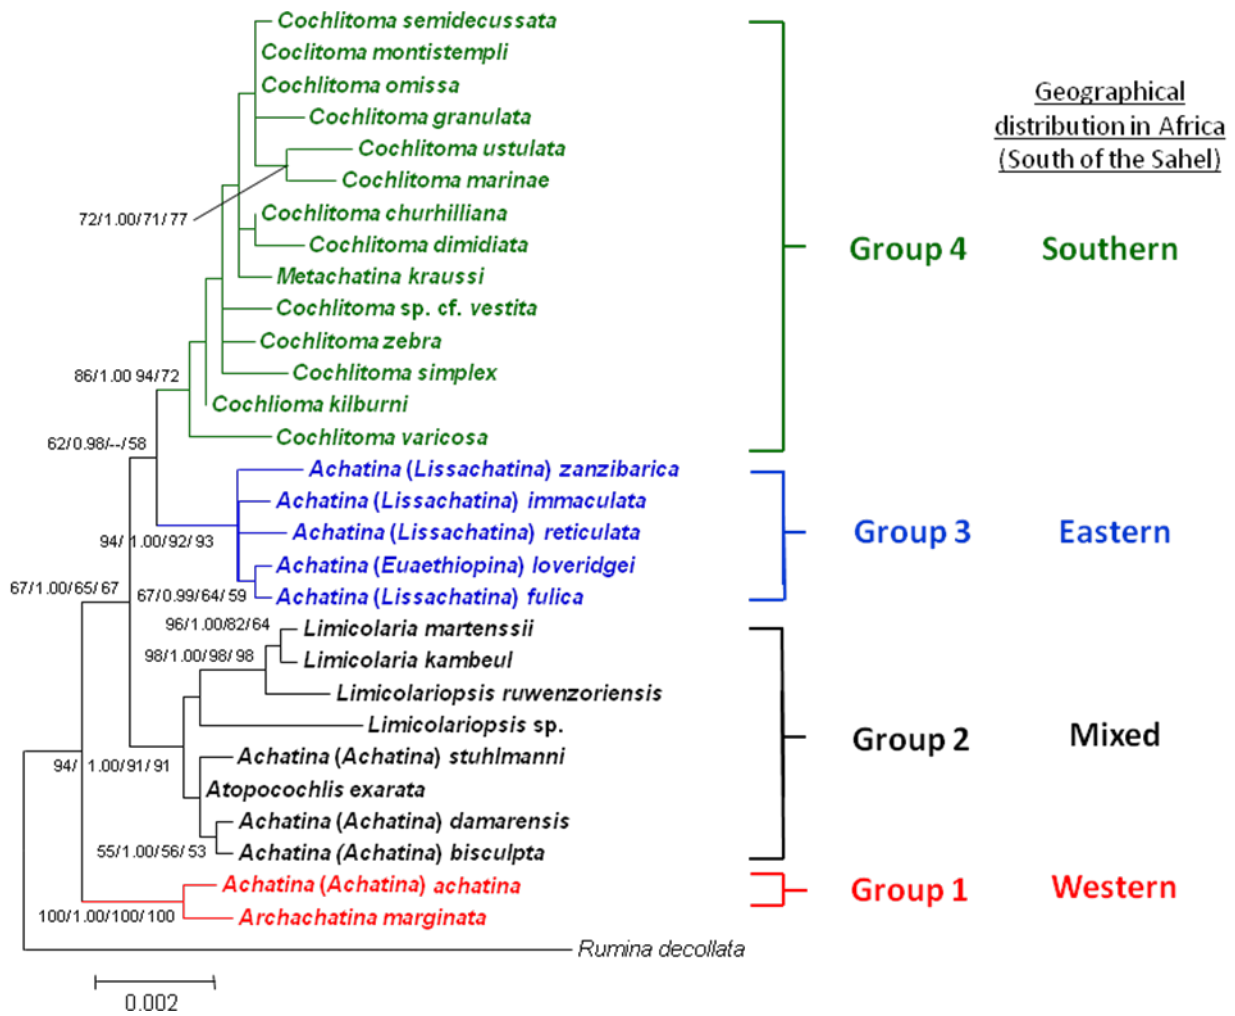 Cochlitoma semidecussata
Coclitoma montistempli
Cochlitoma omissa
Cochlitoma granulata
Cochlitoma ustulata
Cochlitoma marinae
72/1.00/71/77
Cochlitoma churhilliana
Cochlitoma dimidiata
Metachatina kraussi
Cochlitoma sp. cf. vestita
Cochlitoma zebra
Cochlitoma simplex
86/1.00 94/72
Cochlioma kilburni
Cochlitoma varicosa
62/0.98/--/58
Achatina (Lissachatina) zanzibarica
Achatina (Lissachatina) immaculata
Achatina (Lissachatina) reticulata
94/ 1.00/92/93
Achatina (Euaethiopina) loveridgei
Achatina (Lissachatina) fulica
67/1.00/65/67
67/0.99/64/59
96/1.00/82/64
Limicolaria martenssii
Limicolaria kambeul
98/1.00/98/98
Limicolariopsis ruwenzoriensis
Limicolariopsis sp.
Achatina (Achatina) stuhlmanni
94/ 1.00/91/91
Atopocochlis exarata
Achatina (Achatina) damarensis
Achatina (Achatina) bisculpta
55/1.00/56/53
Achatina (Achatina) achatina
Archachatina marginata
100/1.00/100/100
Rumina decollata
0.002
Geographical
distribution in Africa
(South of the Sahel)
Group 4 Southern
Group 3 Eastern
Group 2 Mixed
Group 1 Western